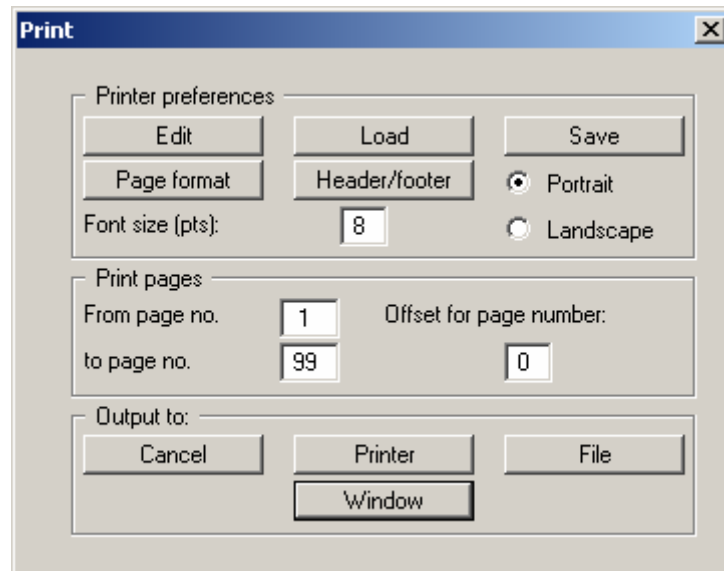 Print
Printer preferences
Edit Load Save
Page format Header/footer Portrait
Font size (pts): 8 Landscape
Print pages
From page no. 1 Offset for page number:
to page no. 99 0
Output to:
Cancel Printer File
Window